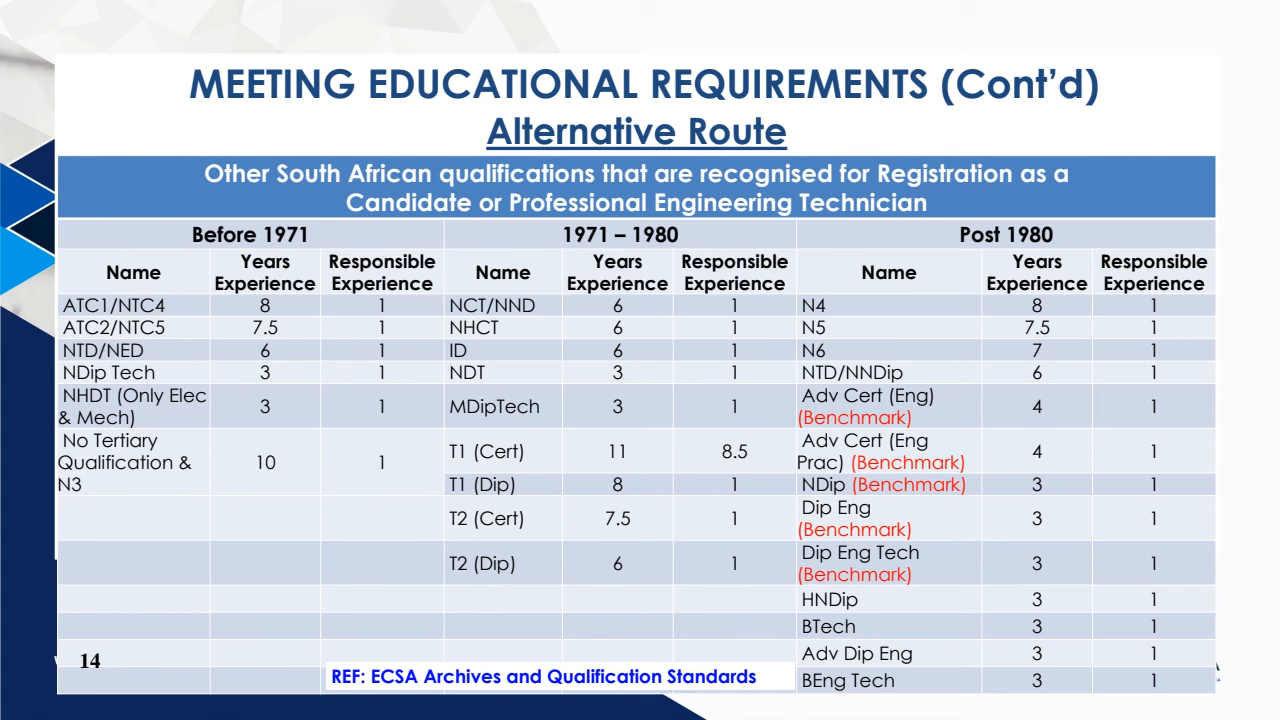 MEETING EDUCATIONAL REQUIREMENTS (Cont’d)
Alternative Route
Other South African qualifications that are recognised for Registration as a
Candidate or Professional Engineering Technician
Before 1971 1971 – 1980 Post 1980
Name Years Experience Responsible Experience Name Years Experience Responsible Experience Name Years Experience Responsible Experience
ATC1/NTC4 8 1 NCT/NND 6 1 N4 8 1
ATC2/NTC5 7.5 1 NHCT 6 1 N5 7.5 1
NTD/NED 6 1 ID 6 1 N6 7 1
NDip Tech 3 1 NDT 3 1 NTD/NNDip 6 1
NHDT (Only Elec & Mech) 3 1 MDipTech 3 1 Adv Cert (Eng) (Benchmark) 4 1
No Tertiary Qualification & N3 10 1 T1 (Cert) 11 8.5 Adv Cert (Eng Prac) (Benchmark) 4 1
T1 (Dip) 8 1 NDip (Benchmark) 3 1
T2 (Cert) 7.5 1 Dip Eng (Benchmark) 3 1
T2 (Dip) 6 1 Dip Eng Tech (Benchmark) 3 1
HNDip 3 1
BTech 3 1
Adv Dip Eng 3 1
BEng Tech 3 1
14
REF: ECSA Archives and Qualification Standards